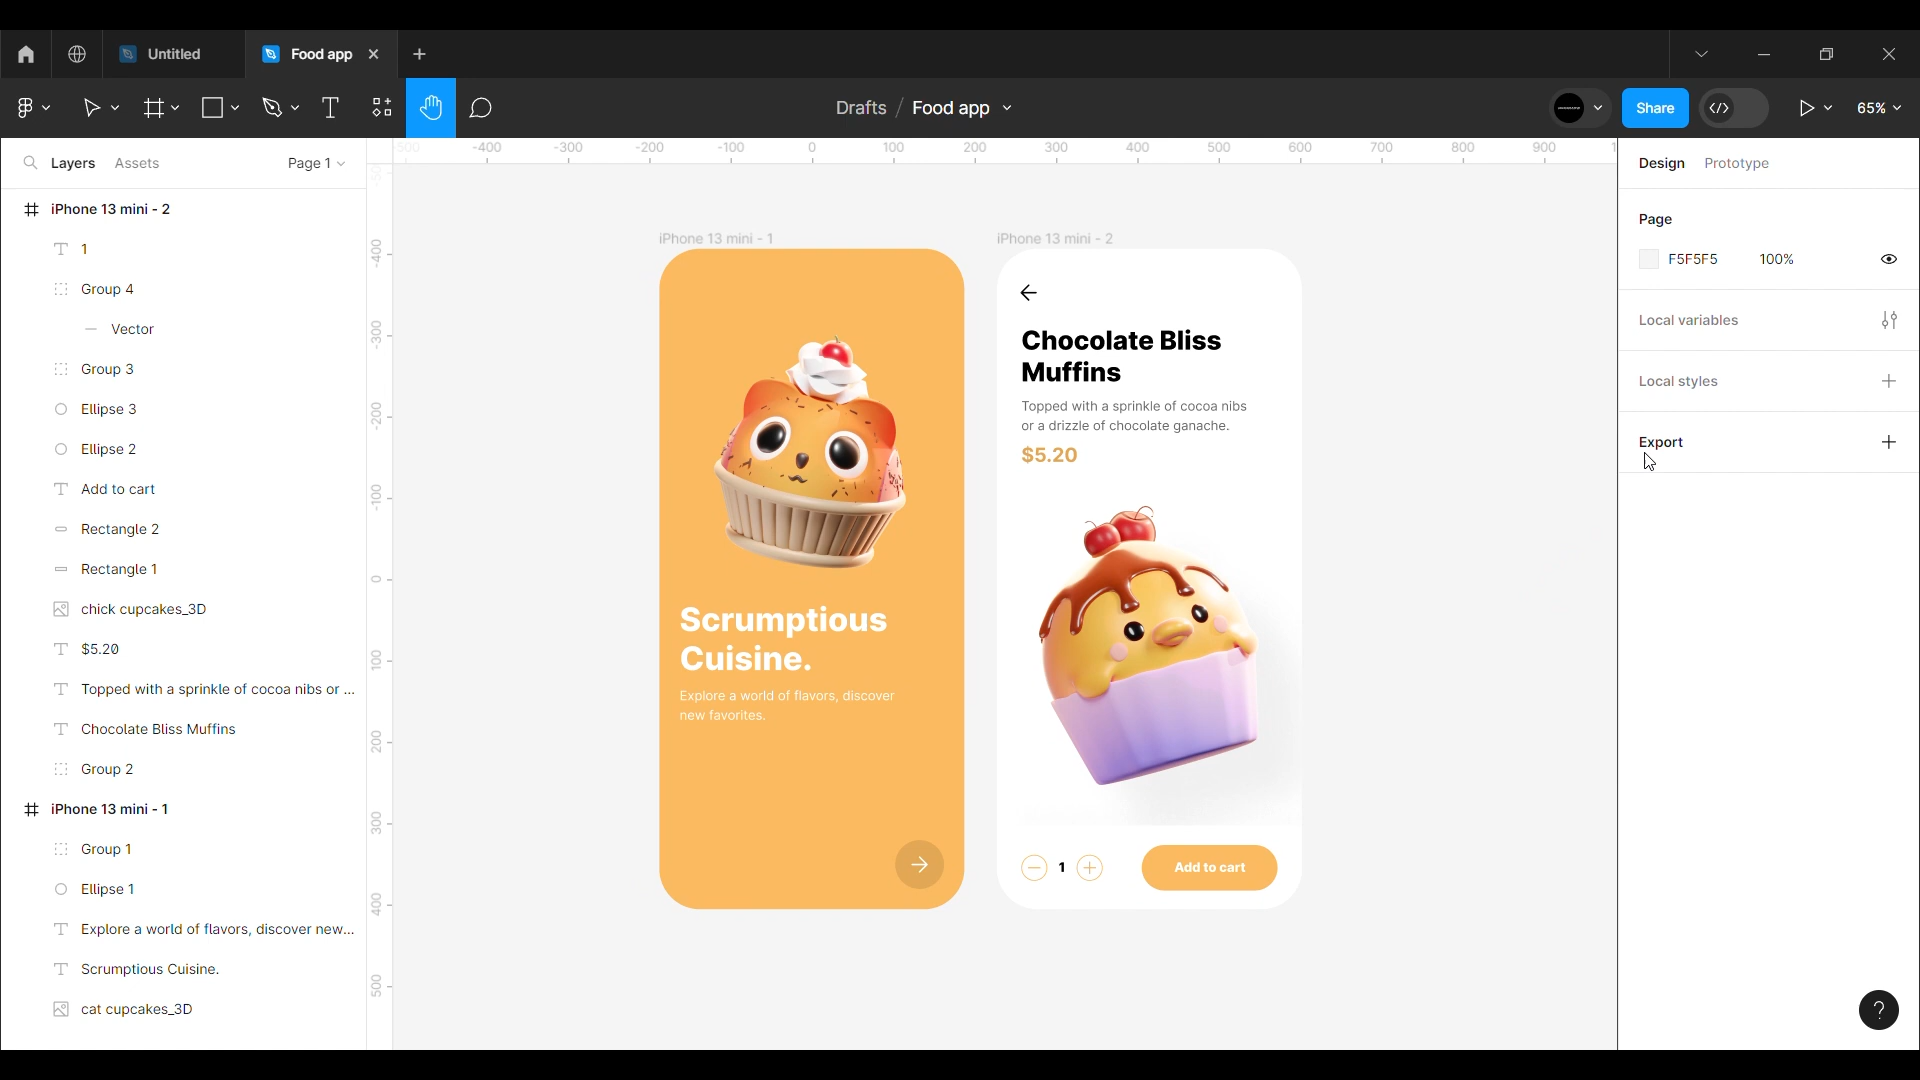 Untitled
Food app
Drafts / Food app
Share
65%
Layers
Assets
Page 1
iPhone 13 mini - 2
1
Group 4
Vector
Group 3
Ellipse 3
Ellipse 2
Add to cart
Rectangle 2
Rectangle 1
chick cupcakes_3D
$5.20
Topped with a sprinkle of cocoa nibs or ...
Chocolate Bliss Muffins
Group 2
iPhone 13 mini - 1
Group 1
Ellipse 1
Explore a world of flavors, discover new...
Scrumptious Cuisine.
cat cupcakes_3D
-500 -400 -300 -200 -100 0 100 200 300 400 500 600 700 800 900 1
-400
-300
-200
-100
0
100
200
300
400
500
iPhone 13 mini - 1
Scrumptious
Cuisine.
Explore a world of flavors, discover
new favorites.
iPhone 13 mini - 2
Chocolate Bliss
Muffins
Topped with a sprinkle of cocoa nibs
or a drizzle of chocolate ganache.
$5.20
1
Add to cart
Design
Prototype
Page
F5F5F5 100%
Local variables
Local styles
Export
?